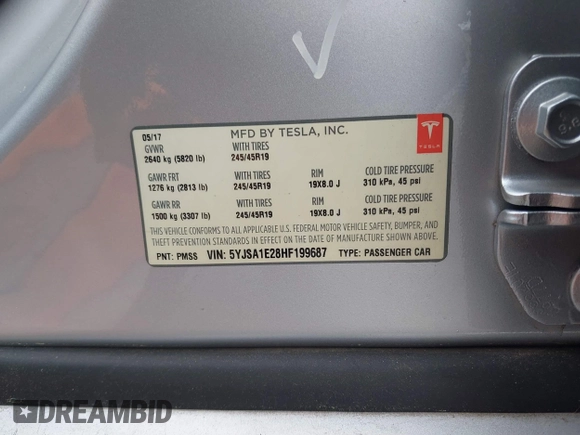 V
05/17 MFD BY TESLA, INC.
TESLA
GVWR WITH TIRES
2640 kg (5820 lb) 245/45R19
GAWR FRT WITH TIRES RIM COLD TIRE PRESSURE
1276 kg (2813 lb) 245/45R19 19X8.0 J 310 kPa, 45 psi
GAWR RR WITH TIRES RIM COLD TIRE PRESSURE
1500 kg (3307 lb) 245/45R19 19X8.0 J 310 kPa, 45 psi
THIS VEHICLE CONFORMS TO ALL APPLICABLE U.S. FEDERAL MOTOR VEHICLE SAFETY, BUMPER, AND
THEFT PREVENTION STANDARDS IN EFFECT ON THE DATE OF MANUFACTURE SHOWN ABOVE.
PNT: PMSS VIN: 5YJSA1E28HF199687 TYPE: PASSENGER CAR
DREAMBID